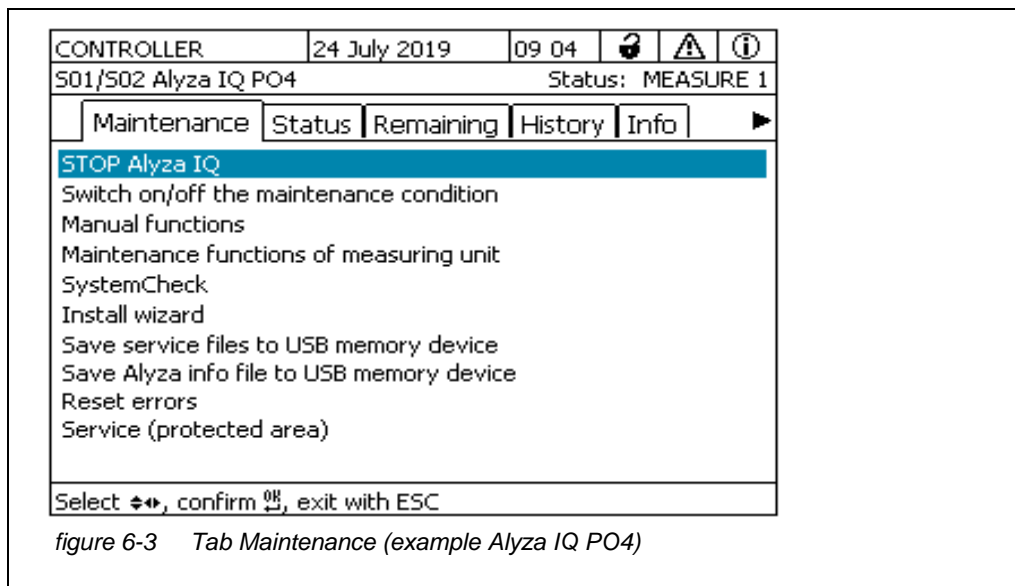 CONTROLLER 24 July 2019 09 04
S01/S02 Alyza IQ PO4 Status: MEASURE 1
Maintenance Status Remaining History Info
STOP Alyza IQ
Switch on/off the maintenance condition
Manual functions
Maintenance functions of measuring unit
SystemCheck
Install wizard
Save service files to USB memory device
Save Alyza info file to USB memory device
Reset errors
Service (protected area)
Select , confirm OK, exit with ESC
figure 6-3 Tab Maintenance (example Alyza IQ PO4)